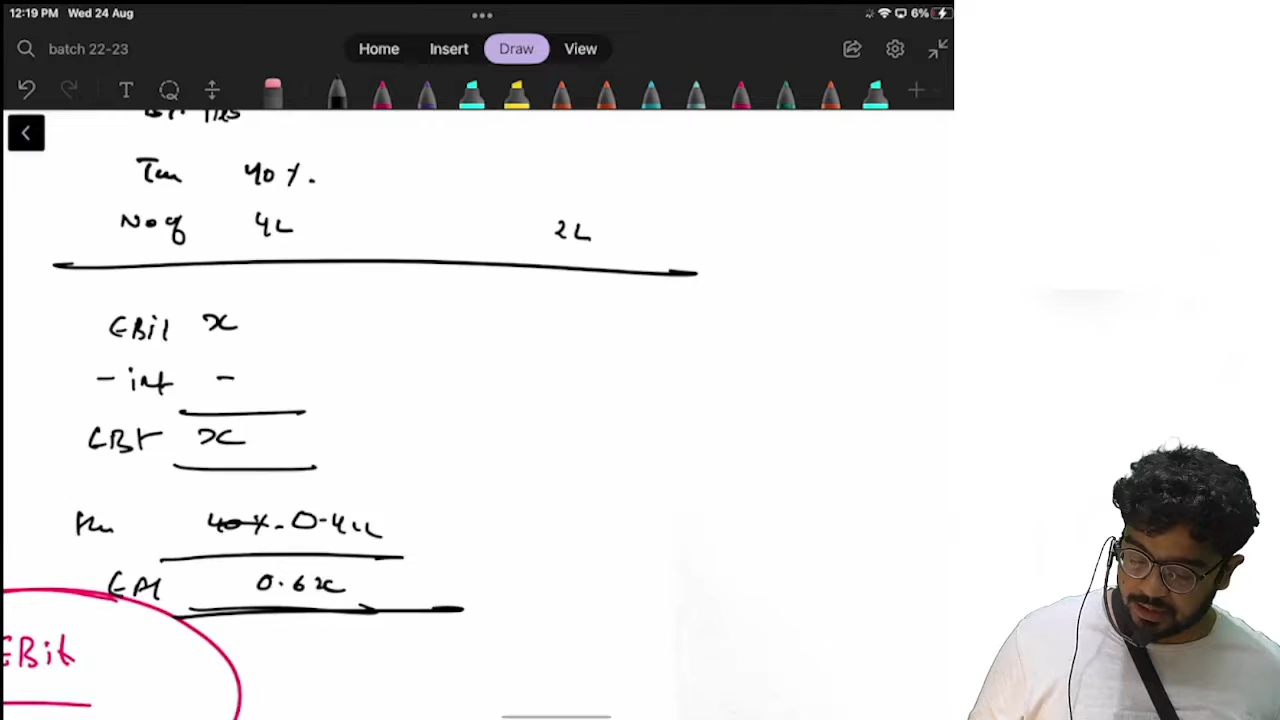 12:19 PM Wed 24 Aug 6%
batch 22-23 Home Insert Draw View
T
Tax 40%.
No of 4L 2L
EBit x
- int -
EBT x
40%. 0.4x
EAT 0.6x
EBit